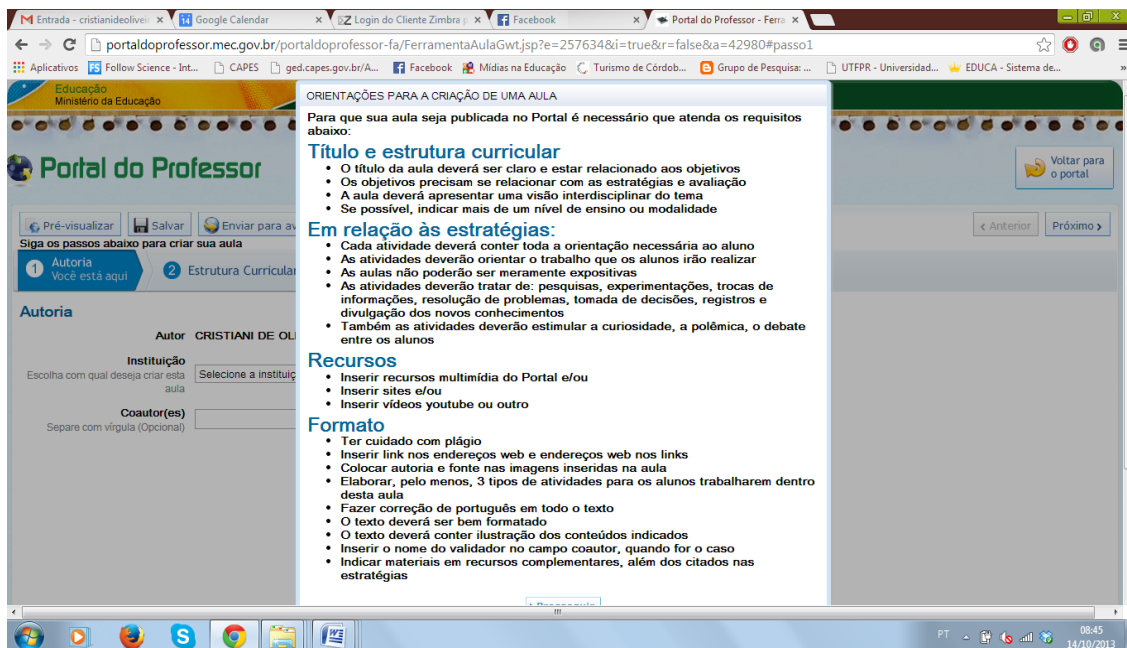 Entrada - cristianideoliveir
Google Calendar
Login do Cliente Zimbra p
Facebook
Portal do Professor - Ferra
portaldoprofessor.mec.gov.br/portaldoprofessor-fa/FerramentaAulaGwt.jsp?e=257634&i=true&r=false&a=42980#passo1
Aplicativos
Follow Science - Int...
CAPES
ged.capes.gov.br/A...
Facebook
Mídias na Educação
Turismo de Córdob...
Grupo de Pesquisa: ...
UTFPR - Universidad...
EDUCA - Sistema de...
Educação
Ministério da Educação
Portal do Professor
Voltar para
o portal
Pré-visualizar
Salvar
Enviar para av
‹ Anterior
Próximo ›
Siga os passos abaixo para criar sua aula
1 Autoria
Você está aqui
2 Estrutura Curricular
Autoria
Autor CRISTIANI DE OLI
Instituição
Escolha com qual deseja criar esta
aula
Selecione a instituiç
Coautor(es)
Separe com vírgula (Opcional)
ORIENTAÇÕES PARA A CRIAÇÃO DE UMA AULA
Para que sua aula seja publicada no Portal é necessário que atenda os requisitos
abaixo:
Título e estrutura curricular
• O título da aula deverá ser claro e estar relacionado aos objetivos
• Os objetivos precisam se relacionar com as estratégias e avaliação
• A aula deverá apresentar uma visão interdisciplinar do tema
• Se possível, indicar mais de um nível de ensino ou modalidade
Em relação às estratégias:
• Cada atividade deverá conter toda a orientação necessária ao aluno
• As atividades deverão orientar o trabalho que os alunos irão realizar
• As aulas não poderão ser meramente expositivas
• As atividades deverão tratar de: pesquisas, experimentações, trocas de
informações, resolução de problemas, tomada de decisões, registros e
divulgação dos novos conhecimentos
• Também as atividades deverão estimular a curiosidade, a polêmica, o debate
entre os alunos
Recursos
• Inserir recursos multimídia do Portal e/ou
• Inserir sites e/ou
• Inserir vídeos youtube ou outro
Formato
• Ter cuidado com plágio
• Inserir link nos endereços web e endereços web nos links
• Colocar autoria e fonte nas imagens inseridas na aula
• Elaborar, pelo menos, 3 tipos de atividades para os alunos trabalharem dentro
desta aula
• Fazer correção de português em todo o texto
• O texto deverá ser bem formatado
• O texto deverá conter ilustração dos conteúdos indicados
• Inserir o nome do validador no campo coautor, quando for o caso
• Indicar materiais em recursos complementares, além dos citados nas
estratégias
PT
08:45
14/10/2013